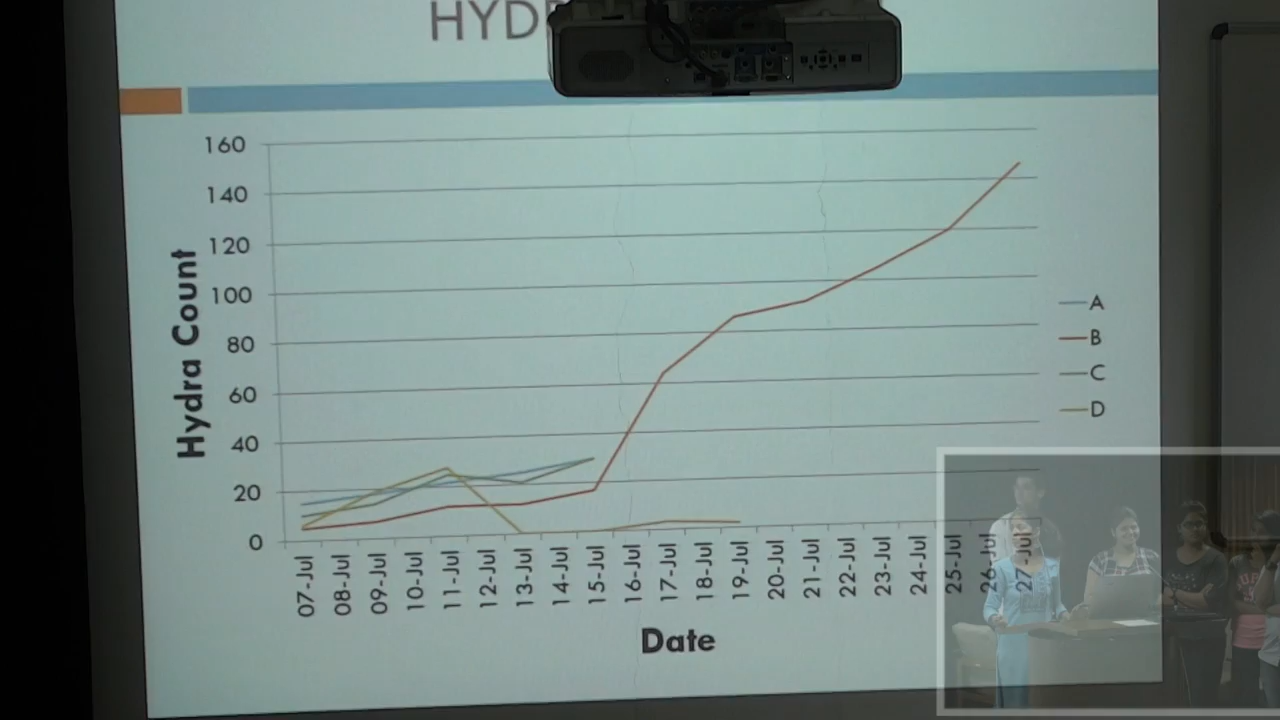 HYD
160
140
120
100
80
60
40
20
0
Hydra Count
07-Jul
08-Jul
09-Jul
10-Jul
11-Jul
12-Jul
13-Jul
14-Jul
15-Jul
16-Jul
17-Jul
18-Jul
19-Jul
20-Jul
21-Jul
22-Jul
23-Jul
24-Jul
25-Jul
26-Jul
27-Jul
Date
A
B
C
D